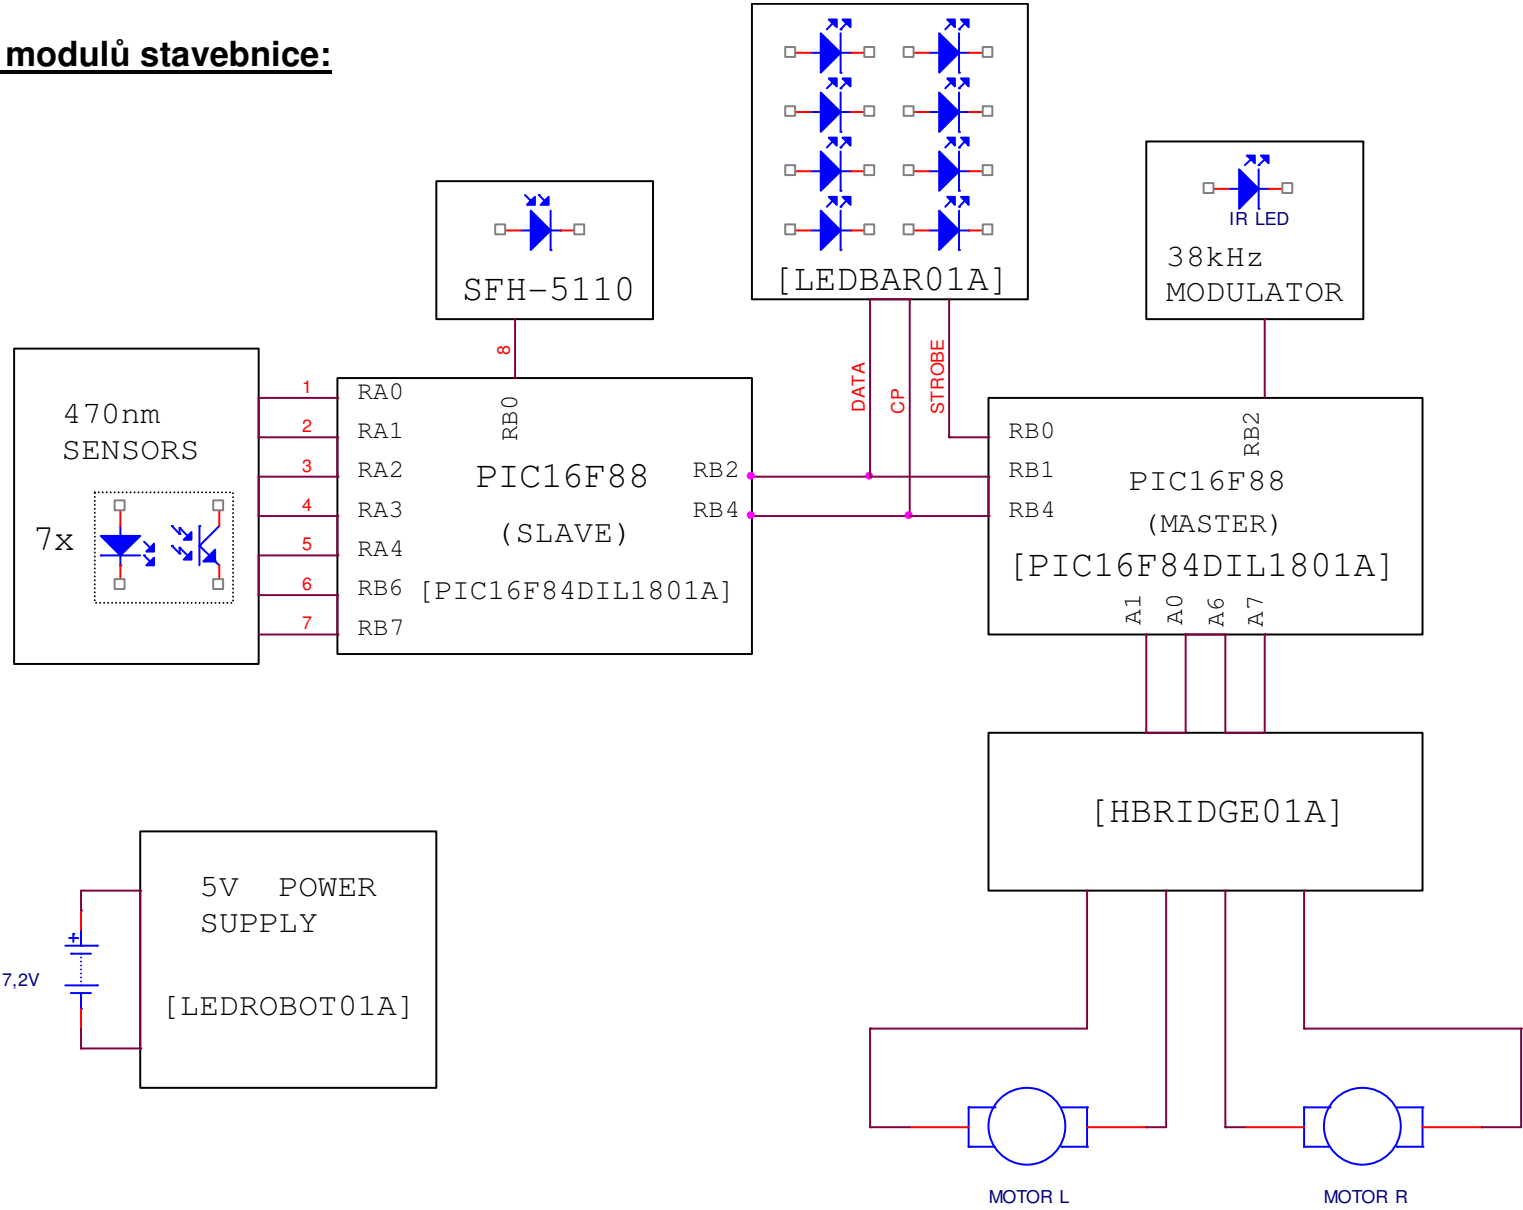 modulů stavebnice:
[LEDBAR01A]
IR LED
38kHz
MODULATOR
SFH-5110
8
DATA
CP
STROBE
470nm
SENSORS
7x
1
2
3
4
5
6
7
RA0
RA1
RA2
RA3
RA4
RB6
RB7
RB0
PIC16F88
(SLAVE)
[PIC16F84DIL1801A]
RB2
RB4
RB0
RB1
RB4
RB2
PIC16F88
(MASTER)
[PIC16F84DIL1801A]
A1
A0
A6
A7
[HBRIDGE01A]
5V POWER
SUPPLY
[LEDROBOT01A]
+
7,2V
MOTOR L
MOTOR R